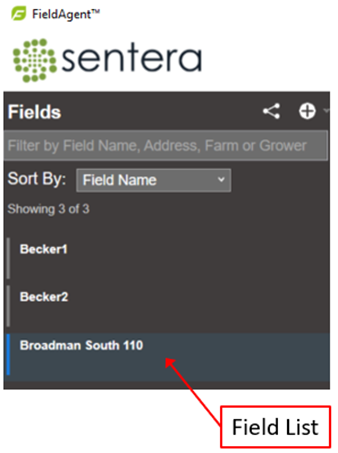 FieldAgent™
sentera
Fields
Filter by Field Name, Address, Farm or Grower
Sort By: Field Name
Showing 3 of 3
Becker1
Becker2
Broadman South 110
Field List